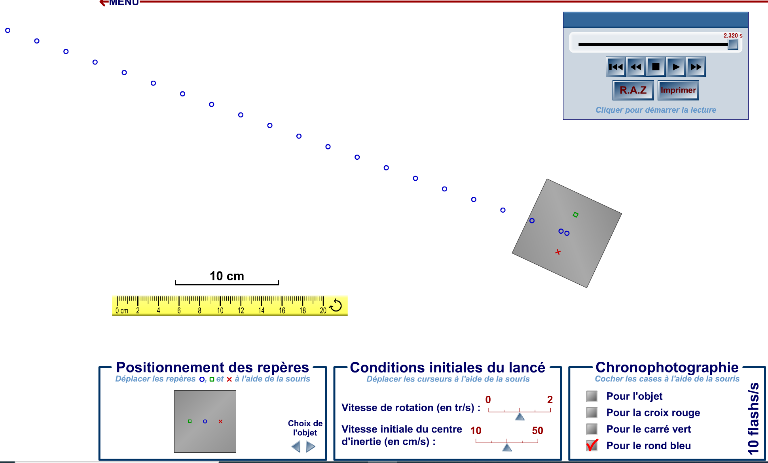 MENU
2,320 s
R.A.Z
Imprimer
Cliquer pour démarrer la lecture
10 cm
0 cm 2 4 6 8 10 12 14 16 18 20
Positionnement des repères
Déplacer les repères et à l'aide de la souris
Choix de
l'objet
Conditions initiales du lancé
Déplacer les curseurs à l'aide de la souris
0 2
Vitesse de rotation (en tr/s) :
10 50
Vitesse initiale du centre
d'inertie (en cm/s) :
Chronophotographie
Cocher les cases à l'aide de la souris
Pour l'objet
Pour la croix rouge
Pour le carré vert
Pour le rond bleu
10 flashs/s